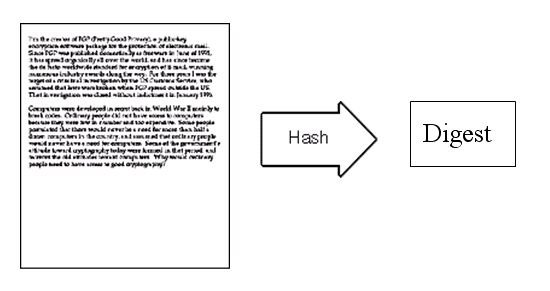 I'm the creator of PGP (Pretty Good Privacy), a public-key
encryption software package for the protection of electronic mail.
Since PGP was published domestically as freeware in June of 1991,
it has spread organically all over the world, and has since become
the de facto worldwide standard for encryption of E-mail, winning
numerous industry awards along the way. For three years I was the
target of a criminal investigation by the US Customs Service, who
assumed that laws were broken when PGP spread outside the US.
That investigation was closed without indictment in January 1996.
Computers were developed in secret back in World War II mainly to
break codes. Ordinary people did not have access to computers,
because they were few in number and too expensive. Some people
postulated that there would never be a need for more than half a
dozen computers in the country, and assumed that ordinary people
would never have a need for computers. Some of the government's
attitude toward cryptography today were formed in that period, and
mirrors the old attitudes toward computers. Why would ordinary
people need to have access to good cryptography?
Hash
Digest